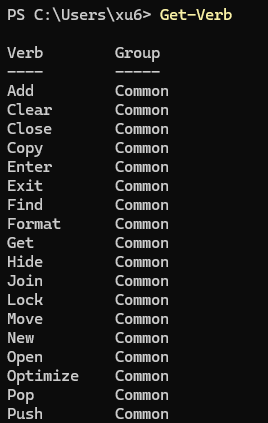 PS C:\Users\xu6> Get-Verb
Verb Group
---- -----
Add Common
Clear Common
Close Common
Copy Common
Enter Common
Exit Common
Find Common
Format Common
Get Common
Hide Common
Join Common
Lock Common
Move Common
New Common
Open Common
Optimize Common
Pop Common
Push Common